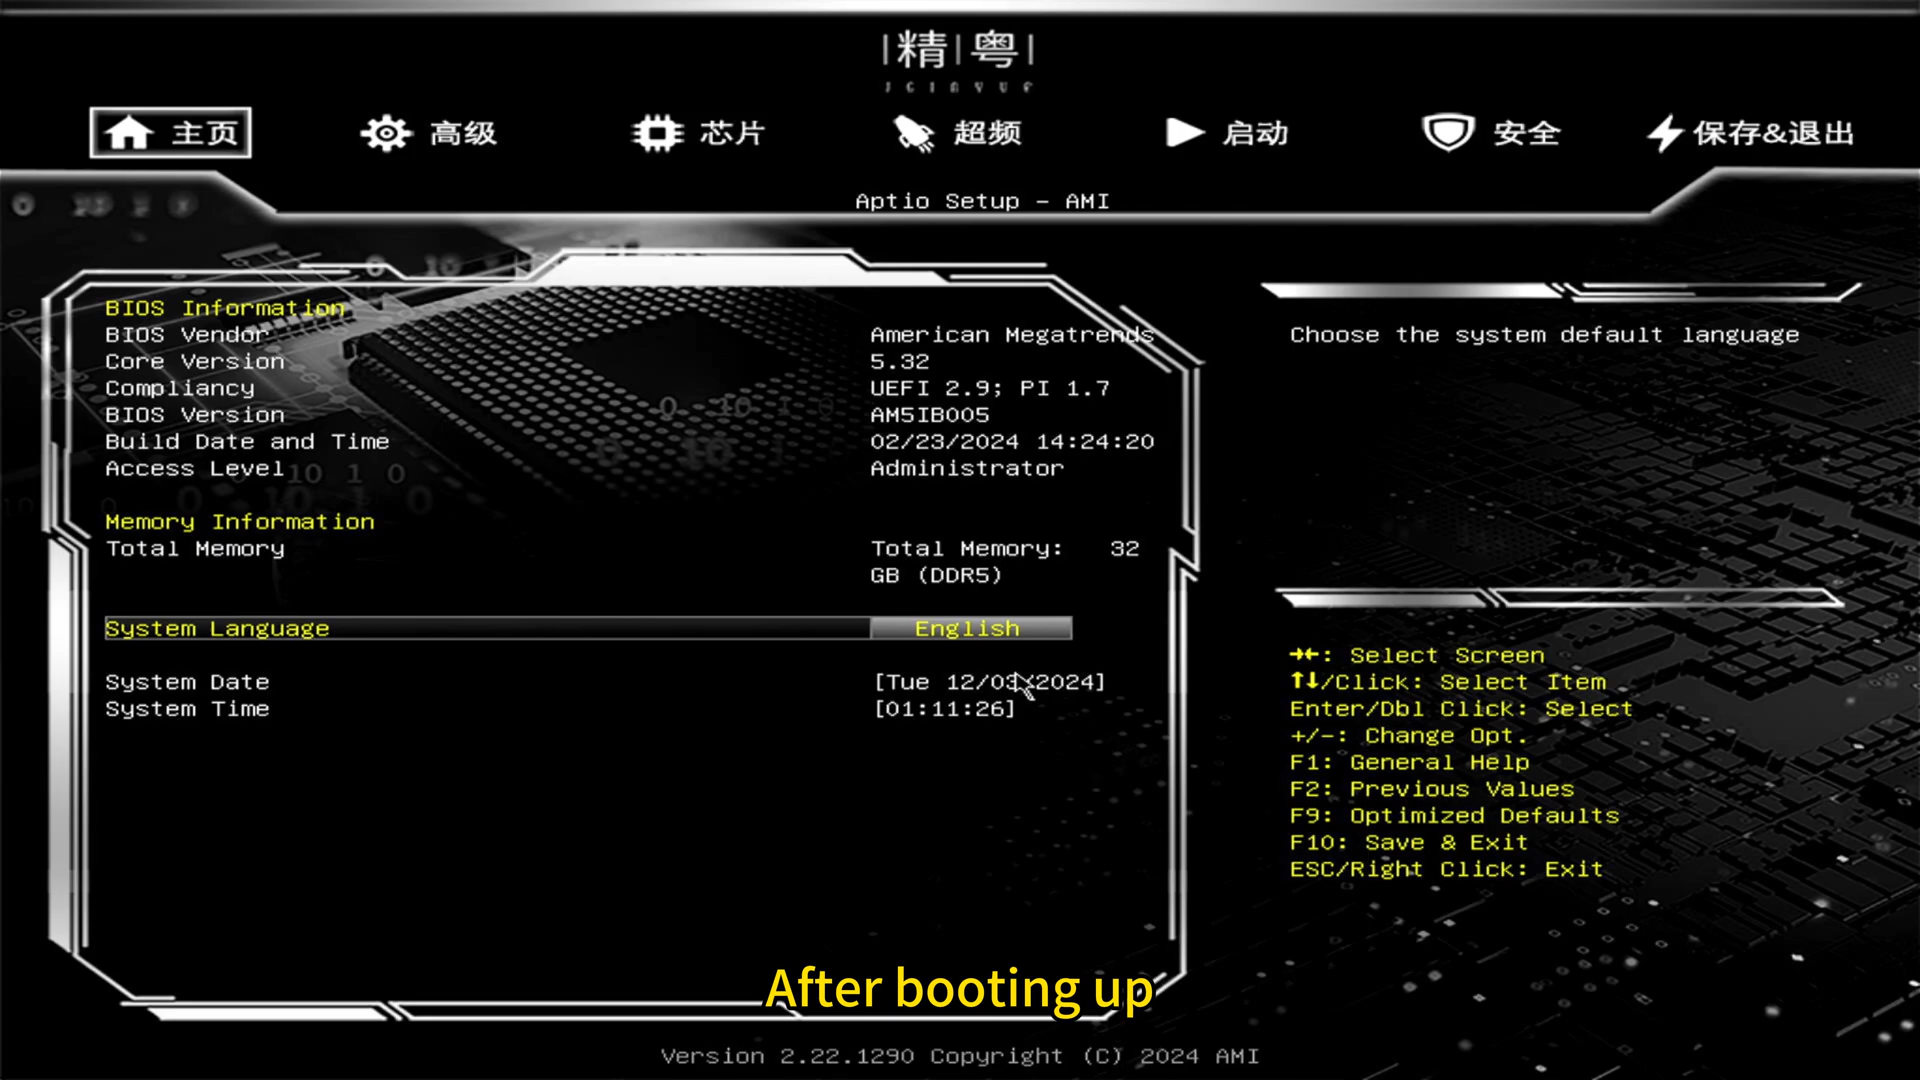 精 粤
JGINYUE
主页 高级 芯片 超频 启动 安全 保存&退出
Aptio Setup - AMI
BIOS Information
BIOS Vendor American Megatrends
Core Version 5.32
Compliancy UEFI 2.9; PI 1.7
BIOS Version AM5IB005
Build Date and Time 02/23/2024 14:24:20
Access Level Administrator
Memory Information
Total Memory Total Memory: 32
GB (DDR5)
System Language English
System Date [Tue 12/03/2024]
System Time [01:11:26]
Choose the system default language
→←: Select Screen
↑↓/Click: Select Item
Enter/Dbl Click: Select
+/-: Change Opt.
F1: General Help
F2: Previous Values
F9: Optimized Defaults
F10: Save & Exit
ESC/Right Click: Exit
After booting up
Version 2.22.1290 Copyright (C) 2024 AMI